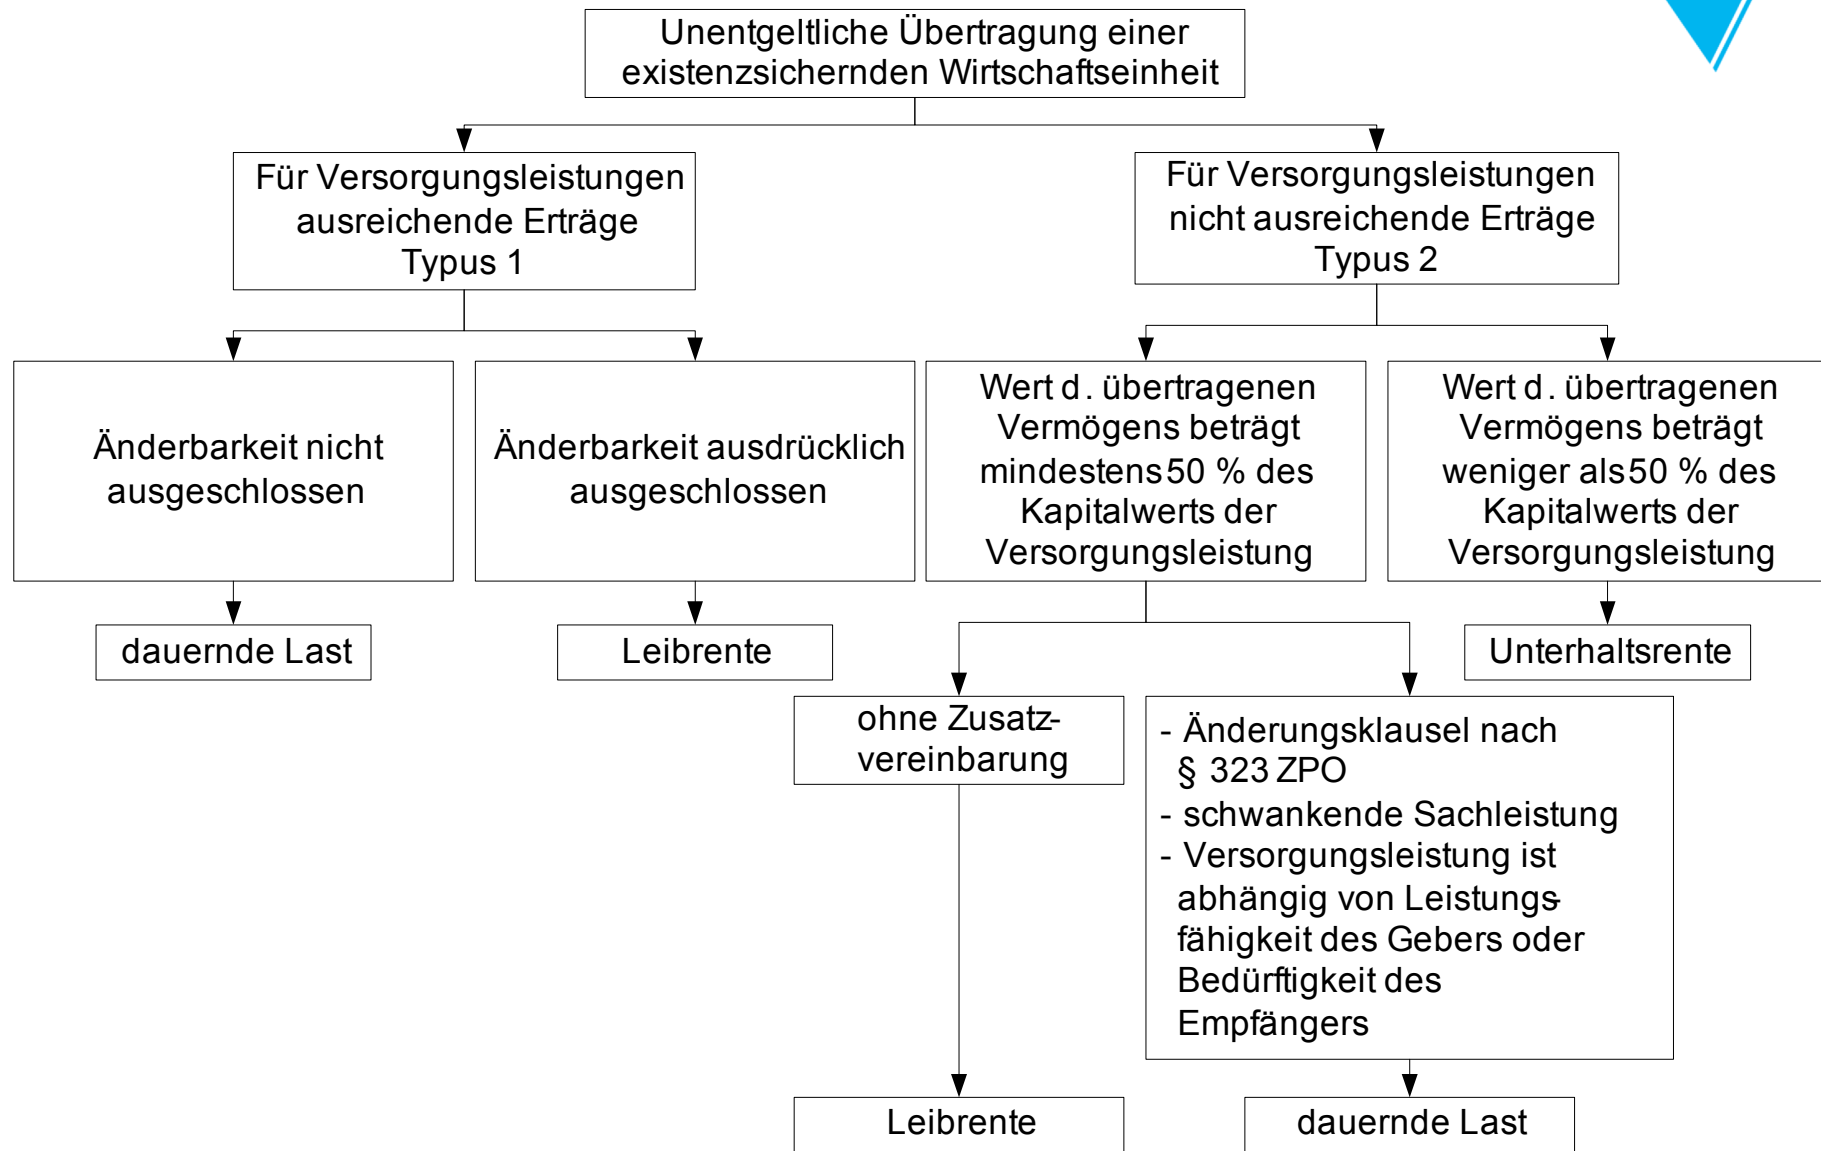 Unentgeltliche Übertragung einer
existenzsichernden Wirtschaftseinheit
Für Versorgungsleistungen
ausreichende Erträge
Typus 1
Für Versorgungsleistungen
nicht ausreichende Erträge
Typus 2
Änderbarkeit nicht
ausgeschlossen
Änderbarkeit ausdrücklich
ausgeschlossen
Wert d. übertragenen
Vermögens beträgt
mindestens 50 % des
Kapitalwerts der
Versorgungsleistung
Wert d. übertragenen
Vermögens beträgt
weniger als 50 % des
Kapitalwerts der
Versorgungsleistung
dauernde Last
Leibrente
Unterhaltsrente
ohne Zusatz-
vereinbarung
- Änderungsklausel nach
§ 323 ZPO
- schwankende Sachleistung
- Versorgungsleistung ist
abhängig von Leistungs-
fähigkeit des Gebers oder
Bedürftigkeit des
Empfängers
Leibrente
dauernde Last